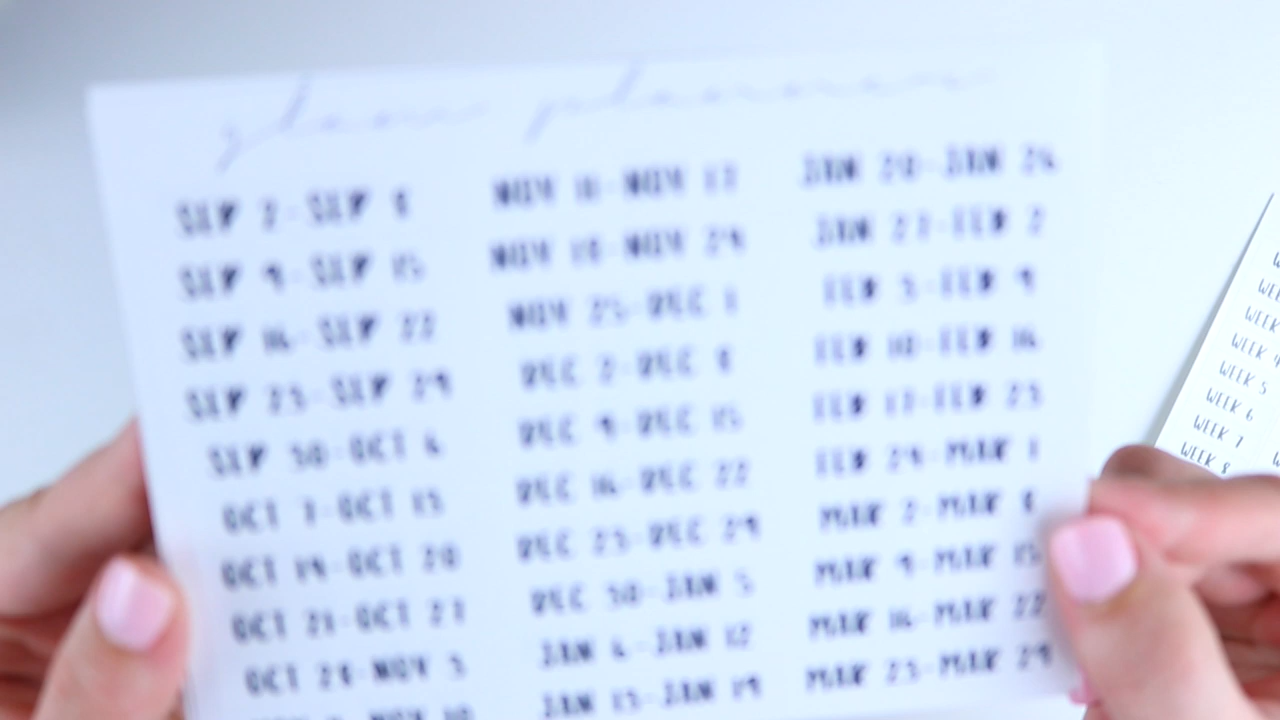 glam planner
SEP 2-SEP 8
SEP 9-SEP 15
SEP 16-SEP 22
SEP 23-SEP 29
SEP 30-OCT 6
OCT 7-OCT 13
OCT 14-OCT 20
OCT 21-OCT 27
OCT 28-NOV 3
NOV 11-NOV 17
NOV 18-NOV 24
NOV 25-DEC 1
DEC 2-DEC 8
DEC 9-DEC 15
DEC 16-DEC 22
DEC 23-DEC 29
DEC 30-JAN 5
JAN 6-JAN 12
JAN 13-JAN 19
JAN 20-JAN 26
JAN 27-FEB 2
FEB 3-FEB 9
FEB 10-FEB 16
FEB 17-FEB 23
FEB 24-MAR 1
MAR 2-MAR 8
MAR 9-MAR 15
MAR 16-MAR 22
MAR 23-MAR 29
WEEK
WEEK 4
WEEK 5
WEEK 6
WEEK 7
WEEK 8